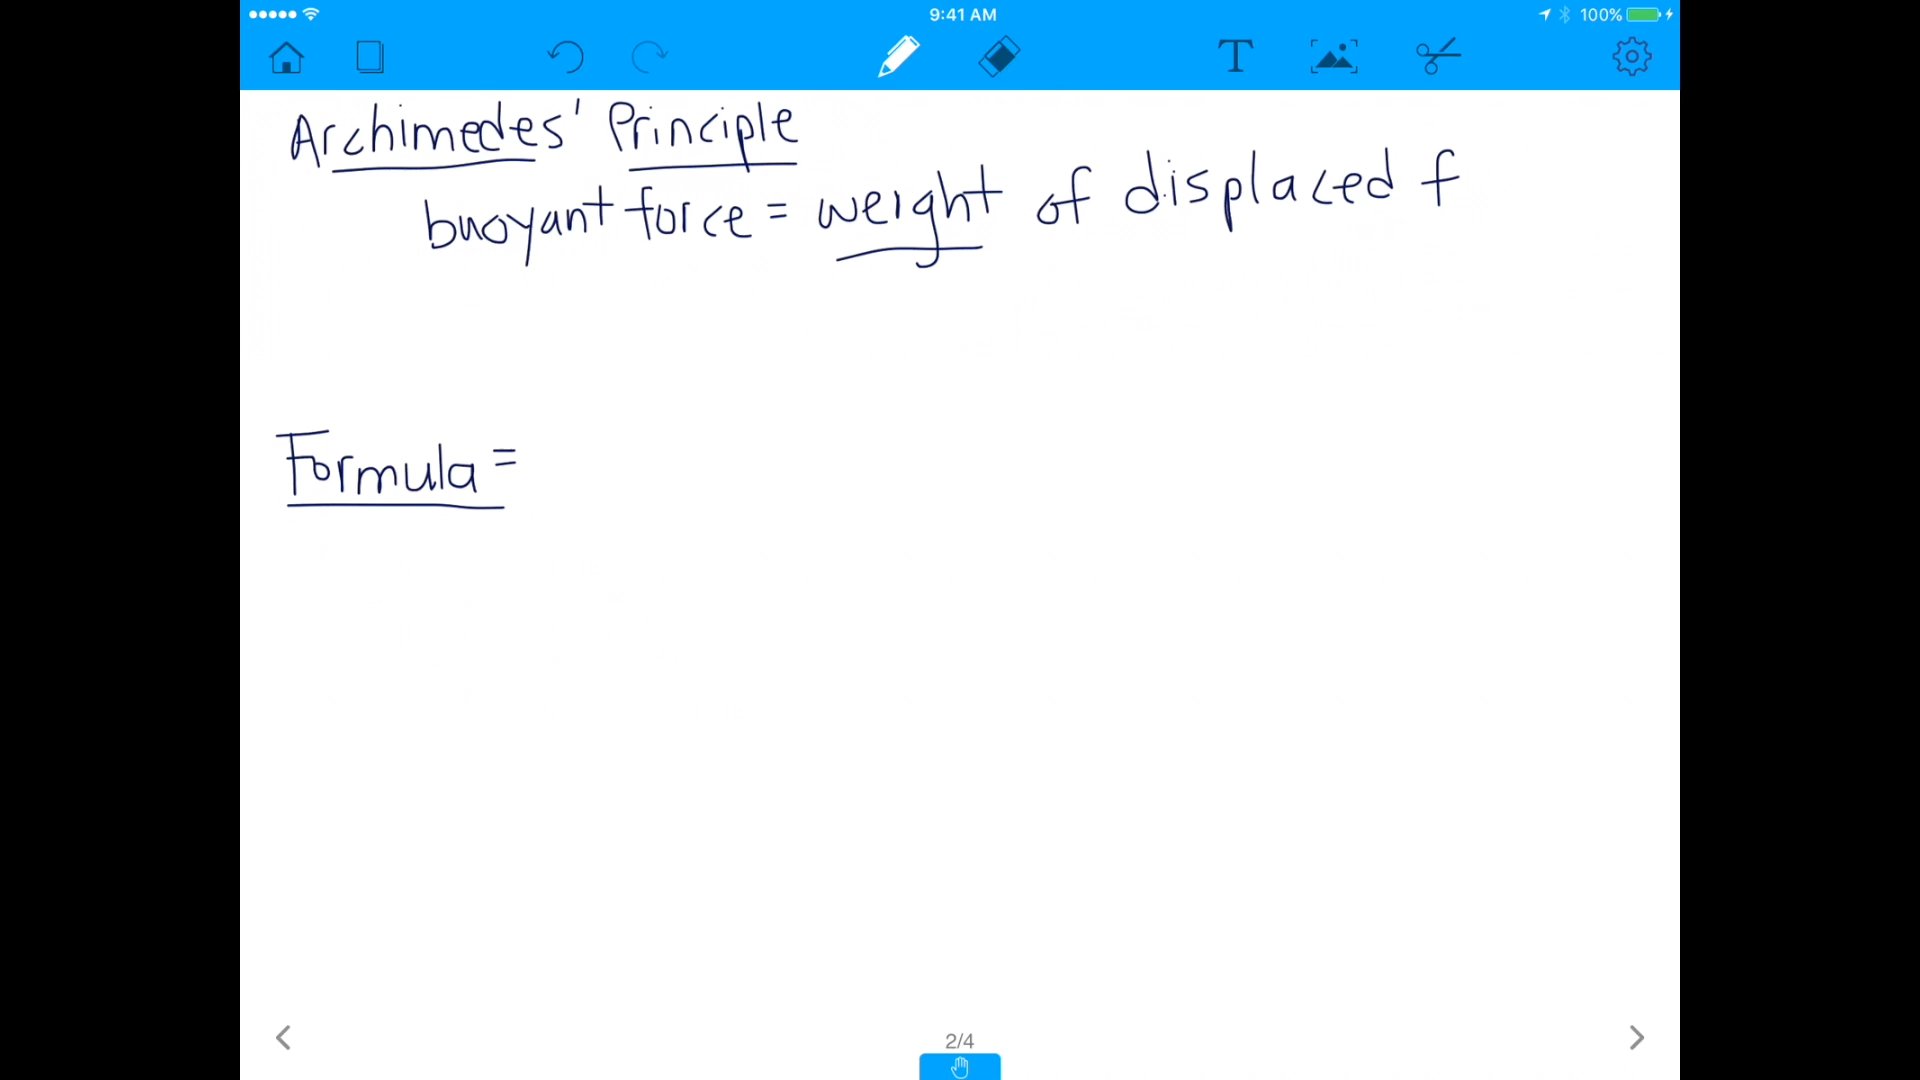 9:41 AM
100%
T
Archimedes' Principle
buoyant force = weight of displaced f
Formula =
2/4